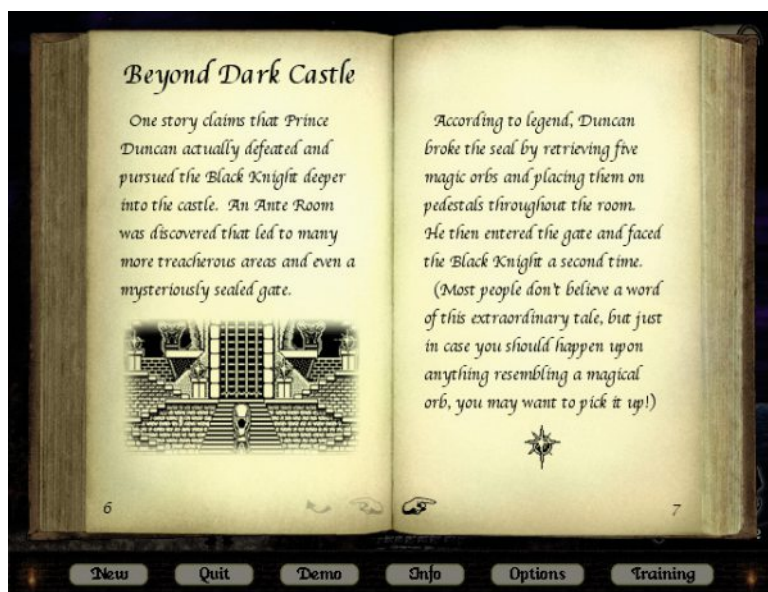 Beyond Dark Castle
One story claims that Prince
Duncan actually defeated and
pursued the Black Knight deeper
into the castle. An Ante Room
was discovered that led to many
more treacherous areas and even a
mysteriously sealed gate.
6
According to legend, Duncan
broke the seal by retrieving five
magic orbs and placing them on
pedestals throughout the room.
He then entered the gate and faced
the Black Knight a second time.
(Most people don't believe a word
of this extraordinary tale, but just
in case you should happen upon
anything resembling a magical
orb, you may want to pick it up!)
7
New Quit Demo Info Options Training